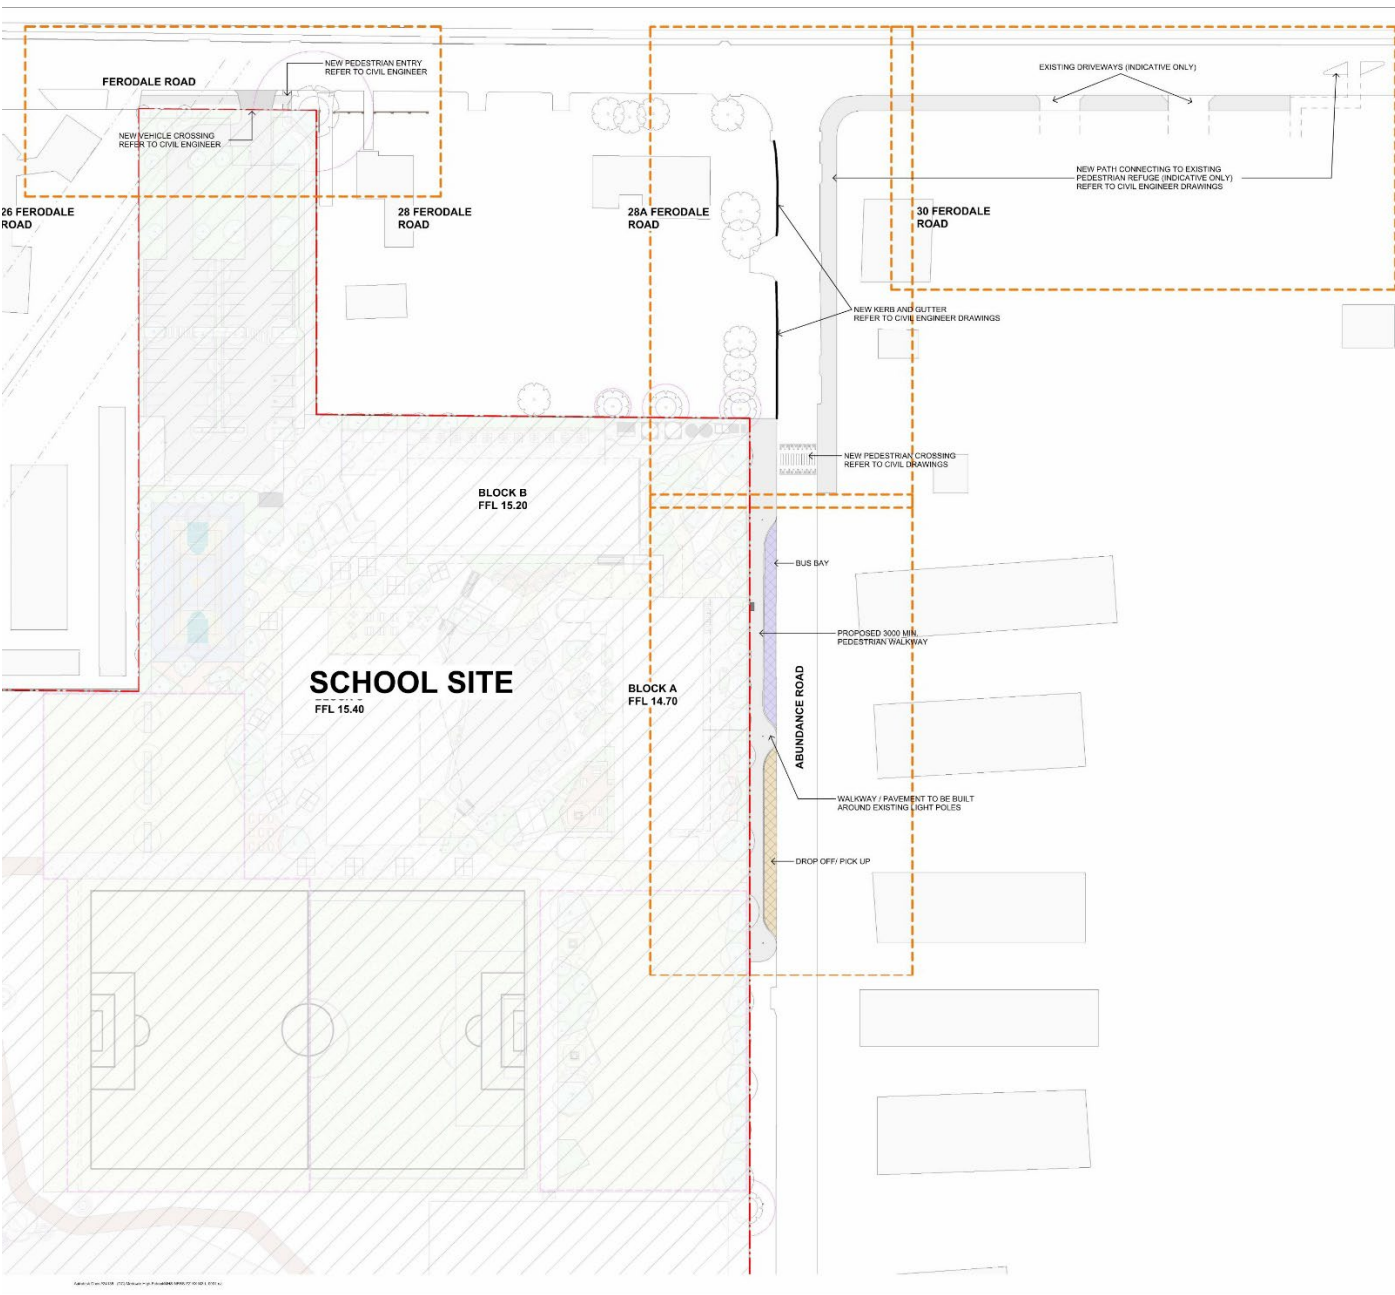 NEW PEDESTRIAN ENTRY
REFER TO CIVIL ENGINEER
FERODALE ROAD
NEW VEHICLE CROSSING
REFER TO CIVIL ENGINEER
EXISTING DRIVEWAYS (INDICATIVE ONLY)
NEW PATH CONNECTING TO EXISTING
PEDESTRIAN REFUGE (INDICATIVE ONLY)
REFER TO CIVIL ENGINEER DRAWINGS
26 FERODALE
ROAD
28 FERODALE
ROAD
28A FERODALE
ROAD
30 FERODALE
ROAD
NEW KERB AND GUTTER
REFER TO CIVIL ENGINEER DRAWINGS
NEW PEDESTRIAN CROSSING
REFER TO CIVIL DRAWINGS
BLOCK B
FFL 15.20
BUS BAY
PROPOSED 3000 MIN.
PEDESTRIAN WALKWAY
SCHOOL SITE
FFL 15.40
BLOCK A
FFL 14.70
ABUNDANCE ROAD
WALKWAY / PAVEMENT TO BE BUILT
AROUND EXISTING LIGHT POLES
DROP OFF/ PICK UP